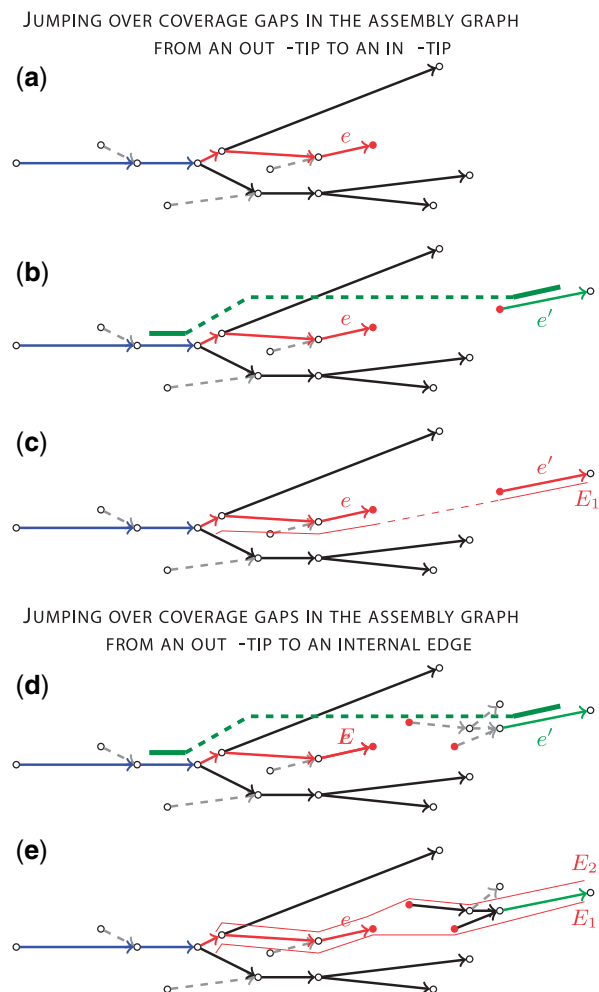 JUMPING OVER COVERAGE GAPS IN THE ASSEMBLY GRAPH
FROM AN OUT -TIP TO AN IN -TIP
(a)
e
(b)
e
e′
(c)
e
e′
E₁
JUMPING OVER COVERAGE GAPS IN THE ASSEMBLY GRAPH
FROM AN OUT -TIP TO AN INTERNAL EDGE
(d)
E
e′
(e)
E₂
e
E₁